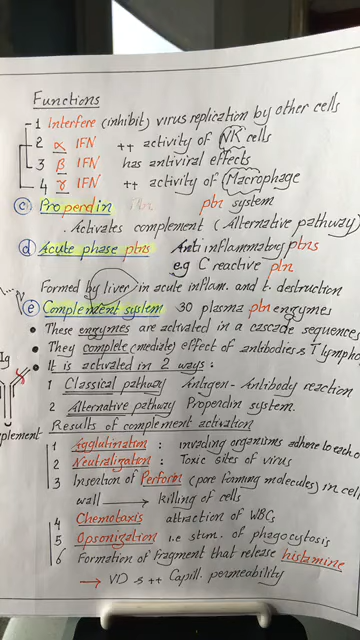 Functions
1 Interfere (inhibit) virus replication by other cells
2 α IFN ++ activity of NK cells
3 β IFN has antiviral effects
4 γ IFN ++ activity of Macrophage
c Properdin pbn system
. Activates complement (Alternative pathway)
d Acute phase pbns Anti inflammatory pbns
eg C reactive pbn
Formed by liver in acute inflam. and t. destruction
e Complement system 30 plasma pbn enzymes
• These enzymes are activated in a cascade sequences
• They complete (mediate) effect of antibodies & T lympho
• It is activated in 2 ways:
1 Classical pathway Antigen-Antibody reaction
2 Alternative pathway Properdin system.
Ig
plement
Results of complement activation
1 Agglutination: invading organisms adhere to each o
2 Neutralization: Toxic sites of virus
3 Insertion of Perforin (pore forming molecules) in cell
wall → killing of cells
4 Chemotaxis attraction of WBCs
5 Opsonization i.e stim. of phagocytosis
6 Formation of fragment that release histamine
→ VD & ++ Capill. permeability